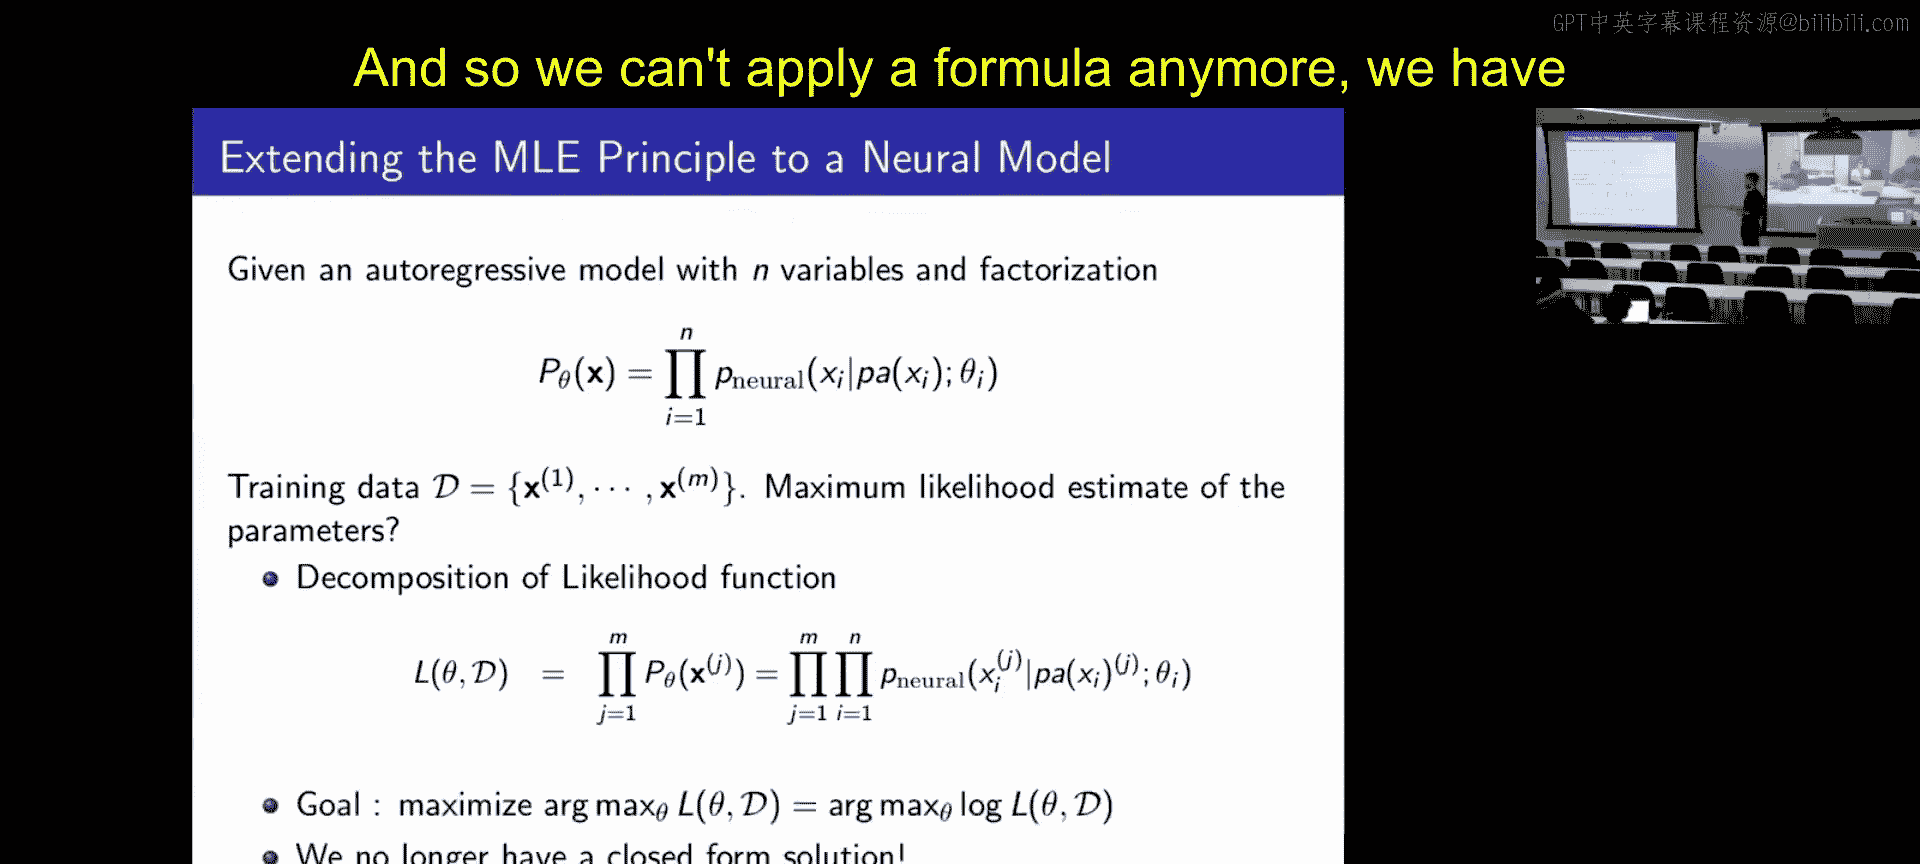 GPT中英字幕课程资源@bilibili.com
And so we can't apply a formula anymore, we have
Extending the MLE Principle to a Neural Model
Given an autoregressive model with n variables and factorization
P_θ(x) = ∏_{i=1}^{n} p_neural(x_i|pa(x_i); θ_i)
Training data 𝒟 = {x^(1), ⋯ , x^(m)}. Maximum likelihood estimate of the
parameters?
Decomposition of Likelihood function
L(θ, 𝒟) = ∏_{j=1}^{m} P_θ(x^(j)) = ∏_{j=1}^{m} ∏_{i=1}^{n} p_neural(x_i^(j)|pa(x_i)^(j); θ_i)
Goal : maximize arg max_θ L(θ, 𝒟) = arg max_θ log L(θ, 𝒟)
We no longer have a closed form solution!